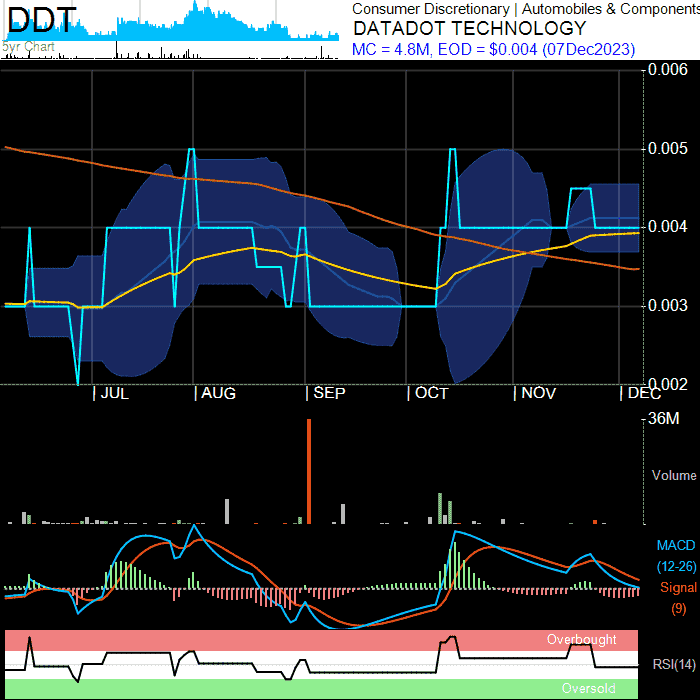 DDT
5yr Chart
Consumer Discretionary | Automobiles & Components
DATADOT TECHNOLOGY
MC = 4.8M, EOD = $0.004 (07Dec2023)
0.006
0.005
0.004
0.003
0.002
| JUL
| AUG
| SEP
| OCT
| NOV
| DEC
36M
Volume
MACD
(12-26)
Signal
(9)
Overbought
RSI(14)
Oversold